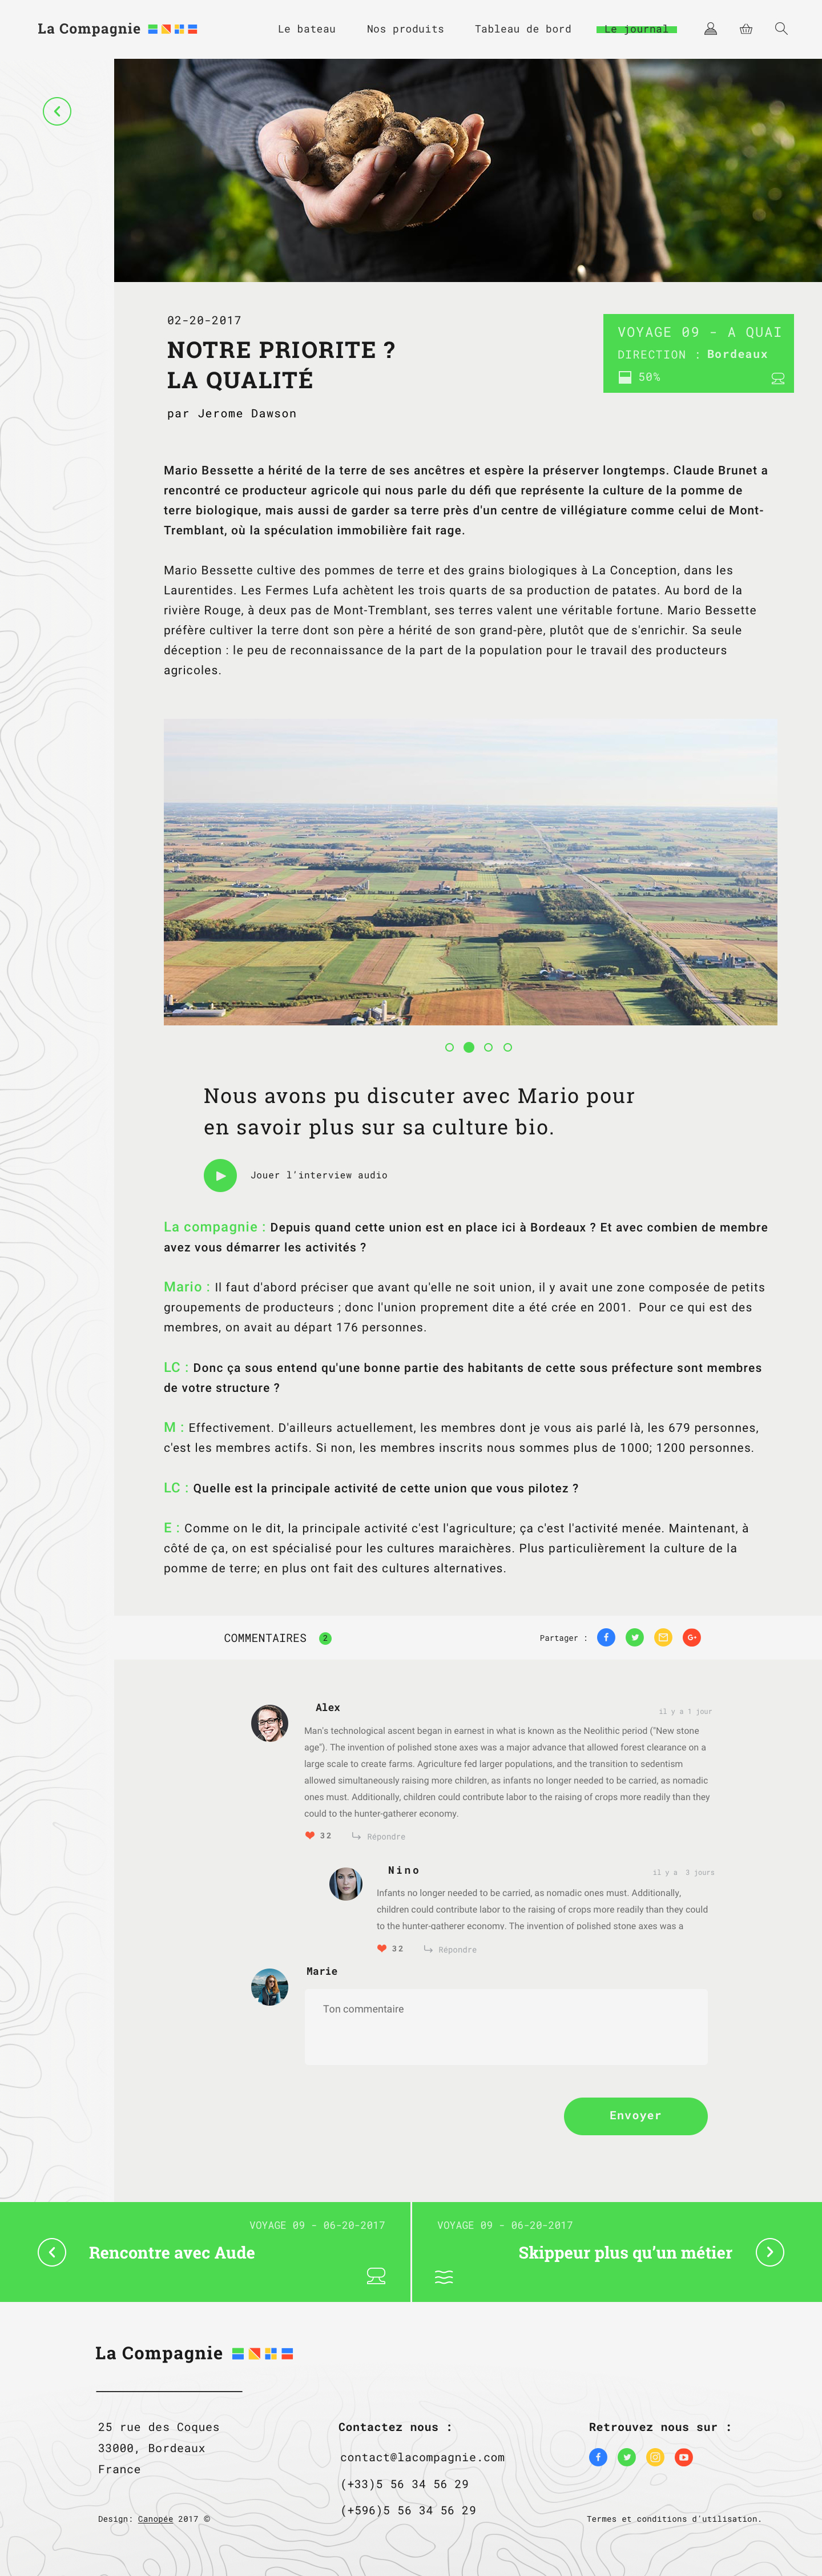 La Compagnie
Le bateau Nos produits Tableau de bord Le journal
02-20-2017
NOTRE PRIORITE ?
LA QUALITÉ
par Jerome Dawson
VOYAGE 09 - A QUAI
DIRECTION : Bordeaux
50%
Mario Bessette a hérité de la terre de ses ancêtres et espère la préserver longtemps. Claude Brunet a
rencontré ce producteur agricole qui nous parle du défi que représente la culture de la pomme de
terre biologique, mais aussi de garder sa terre près d'un centre de villégiature comme celui de Mont-
Tremblant, où la spéculation immobilière fait rage.
Mario Bessette cultive des pommes de terre et des grains biologiques à La Conception, dans les
Laurentides. Les Fermes Lufa achètent les trois quarts de sa production de patates. Au bord de la
rivière Rouge, à deux pas de Mont-Tremblant, ses terres valent une véritable fortune. Mario Bessette
préfère cultiver la terre dont son père a hérité de son grand-père, plutôt que de s'enrichir. Sa seule
déception : le peu de reconnaissance de la part de la population pour le travail des producteurs
agricoles.
Nous avons pu discuter avec Mario pour
en savoir plus sur sa culture bio.
Jouer l'interview audio
La compagnie : Depuis quand cette union est en place ici à Bordeaux ? Et avec combien de membre
avez vous démarrer les activités ?
Mario : Il faut d'abord préciser que avant qu'elle ne soit union, il y avait une zone composée de petits
groupements de producteurs ; donc l'union proprement dite a été crée en 2001. Pour ce qui est des
membres, on avait au départ 176 personnes.
LC : Donc ça sous entend qu'une bonne partie des habitants de cette sous préfecture sont membres
de votre structure ?
M : Effectivement. D'ailleurs actuellement, les membres dont je vous ais parlé là, les 679 personnes,
c'est les membres actifs. Si non, les membres inscrits nous sommes plus de 1000; 1200 personnes.
LC : Quelle est la principale activité de cette union que vous pilotez ?
E : Comme on le dit, la principale activité c'est l'agriculture; ça c'est l'activité menée. Maintenant, à
côté de ça, on est spécialisé pour les cultures maraichères. Plus particulièrement la culture de la
pomme de terre; en plus ont fait des cultures alternatives.
COMMENTAIRES 2
Partager :
Alex
il y a 1 jour
Man's technological ascent began in earnest in what is known as the Neolithic period ("New stone
age"). The invention of polished stone axes was a major advance that allowed forest clearance on a
large scale to create farms. Agriculture fed larger populations, and the transition to sedentism
allowed simultaneously raising more children, as infants no longer needed to be carried, as nomadic
ones must. Additionally, children could contribute labor to the raising of crops more readily than they
could to the hunter-gatherer economy.
32 Répondre
Nino
il y a 3 jours
Infants no longer needed to be carried, as nomadic ones must. Additionally,
children could contribute labor to the raising of crops more readily than they could
to the hunter-gatherer economy. The invention of polished stone axes was a
32 Répondre
Marie
Ton commentaire
Envoyer
VOYAGE 09 - 06-20-2017
Rencontre avec Aude
VOYAGE 09 - 06-20-2017
Skippeur plus qu'un métier
La Compagnie
25 rue des Coques
33000, Bordeaux
France
Contactez nous :
contact@lacompagnie.com
(+33)5 56 34 56 29
(+596)5 56 34 56 29
Retrouvez nous sur :
Design: Canopée 2017 ©
Termes et conditions d'utilisation.